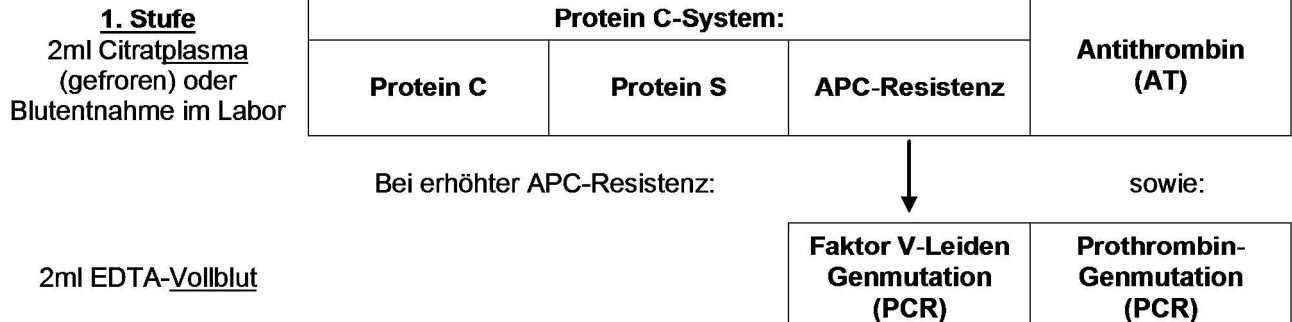 1. Stufe
2ml Citratplasma
(gefroren) oder
Blutentnahme im Labor
Protein C-System:
Protein C
Protein S
APC-Resistenz
Antithrombin
(AT)
Bei erhöhter APC-Resistenz:
sowie:
2ml EDTA-Vollblut
Faktor V-Leiden
Genmutation
(PCR)
Prothrombin-
Genmutation
(PCR)